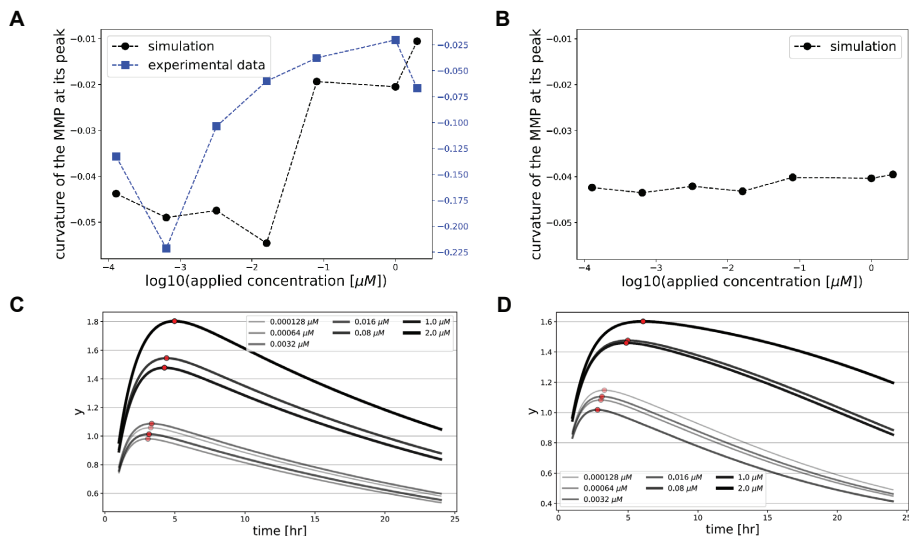 A
B
curvature of the MMP at its peak
−0.01
−0.02
−0.03
−0.04
−0.05
simulation
experimental data
−0.025
−0.050
−0.075
−0.100
−0.125
−0.150
−0.175
−0.200
−0.225
−4
−3
−2
−1
0
log10(applied concentration [μM])
curvature of the MMP at its peak
−0.01
−0.02
−0.03
−0.04
−0.05
simulation
−4
−3
−2
−1
0
log10(applied concentration [μM])
C
D
y
1.8
1.6
1.4
1.2
1.0
0.8
0.6
0.000128 μM 0.016 μM 1.0 μM
0.00064 μM 0.08 μM 2.0 μM
0.0032 μM
0
5
10
15
20
25
time [hr]
y
1.6
1.4
1.2
1.0
0.8
0.6
0.4
0.000128 μM 0.016 μM 1.0 μM
0.00064 μM 0.08 μM 2.0 μM
0.0032 μM
0
5
10
15
20
25
time [hr]